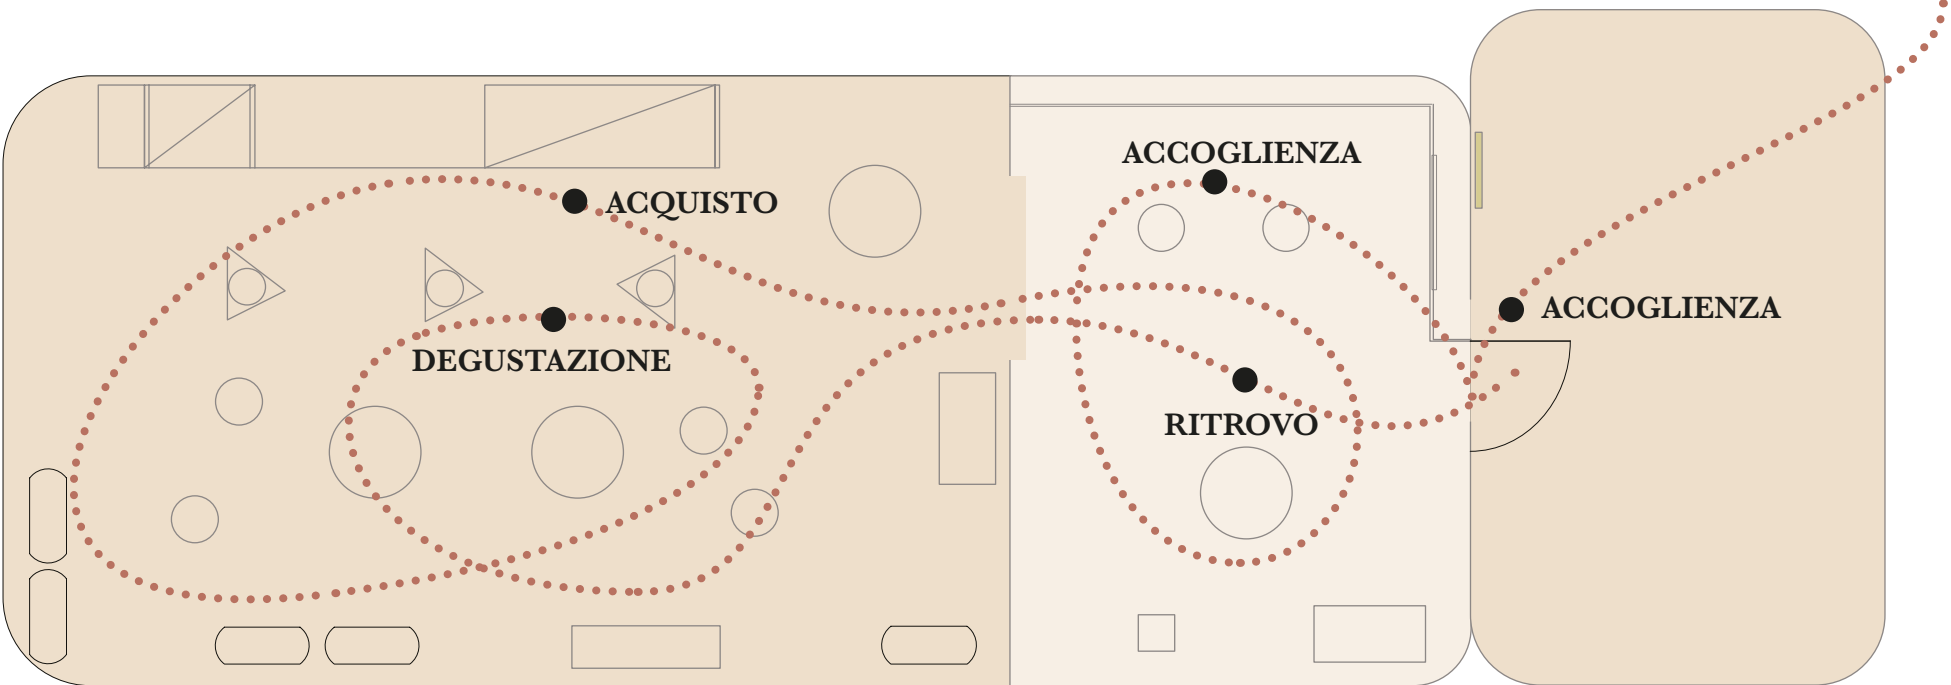 ACCOGLIENZA
ACQUISTO
ACCOGLIENZA
DEGUSTAZIONE
RITROVO